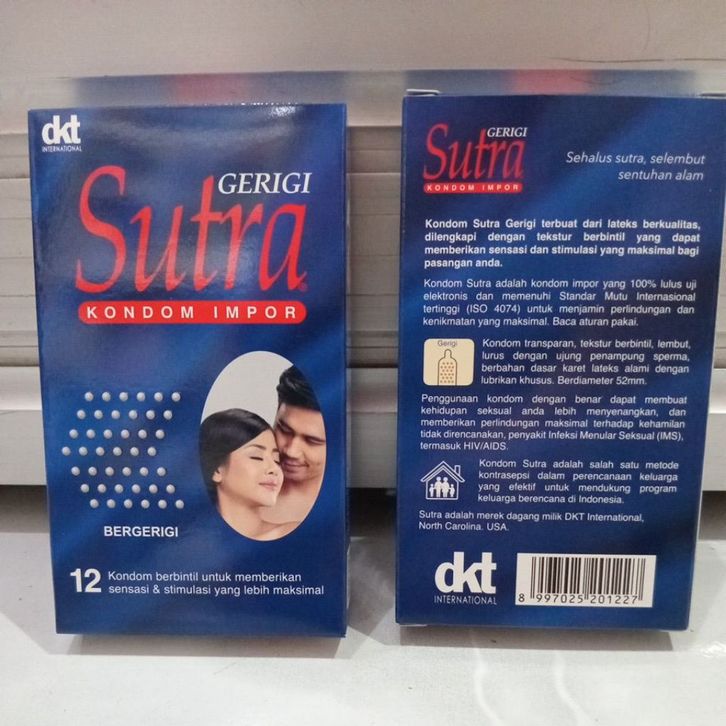 dkt
INTERNATIONAL
GERIGI
Sutra®
KONDOM IMPOR
BERGERIGI
12 Kondom berbintil untuk memberikan
sensasi & stimulasi yang lebih maksimal
GERIGI
Sutra
KONDOM IMPOR
Sehalus sutra, selembut
sentuhan alam
Kondom Sutra Gerigi terbuat dari lateks berkualitas,
dilengkapi dengan tekstur berbintil yang dapat
memberikan sensasi dan stimulasi yang maksimal bagi
pasangan anda.
Kondom Sutra adalah kondom impor yang 100% lulus uji
elektronis dan memenuhi Standar Mutu Internasional
tertinggi (ISO 4074) untuk menjamin perlindungan dan
kenikmatan yang maksimal. Baca aturan pakai.
Gerigi
Kondom transparan, tekstur berbintil, lembut,
lurus dengan ujung penampung sperma,
berbahan dasar karet lateks alami dengan
lubrikan khusus. Berdiameter 52mm.
Penggunaan kondom dengan benar dapat membuat
kehidupan seksual anda lebih menyenangkan, dan
memberikan perlindungan maksimal terhadap kehamilan
tidak direncanakan, penyakit Infeksi Menular Seksual (IMS),
termasuk HIV/AIDS.
Kondom Sutra adalah salah satu metode
kontrasepsi dalam perencanaan keluarga
yang efektif untuk mendukung program
keluarga berencana di Indonesia.
Sutra adalah merek dagang milik DKT International,
North Carolina. USA.
dkt
INTERNATIONAL
8 997025 201227